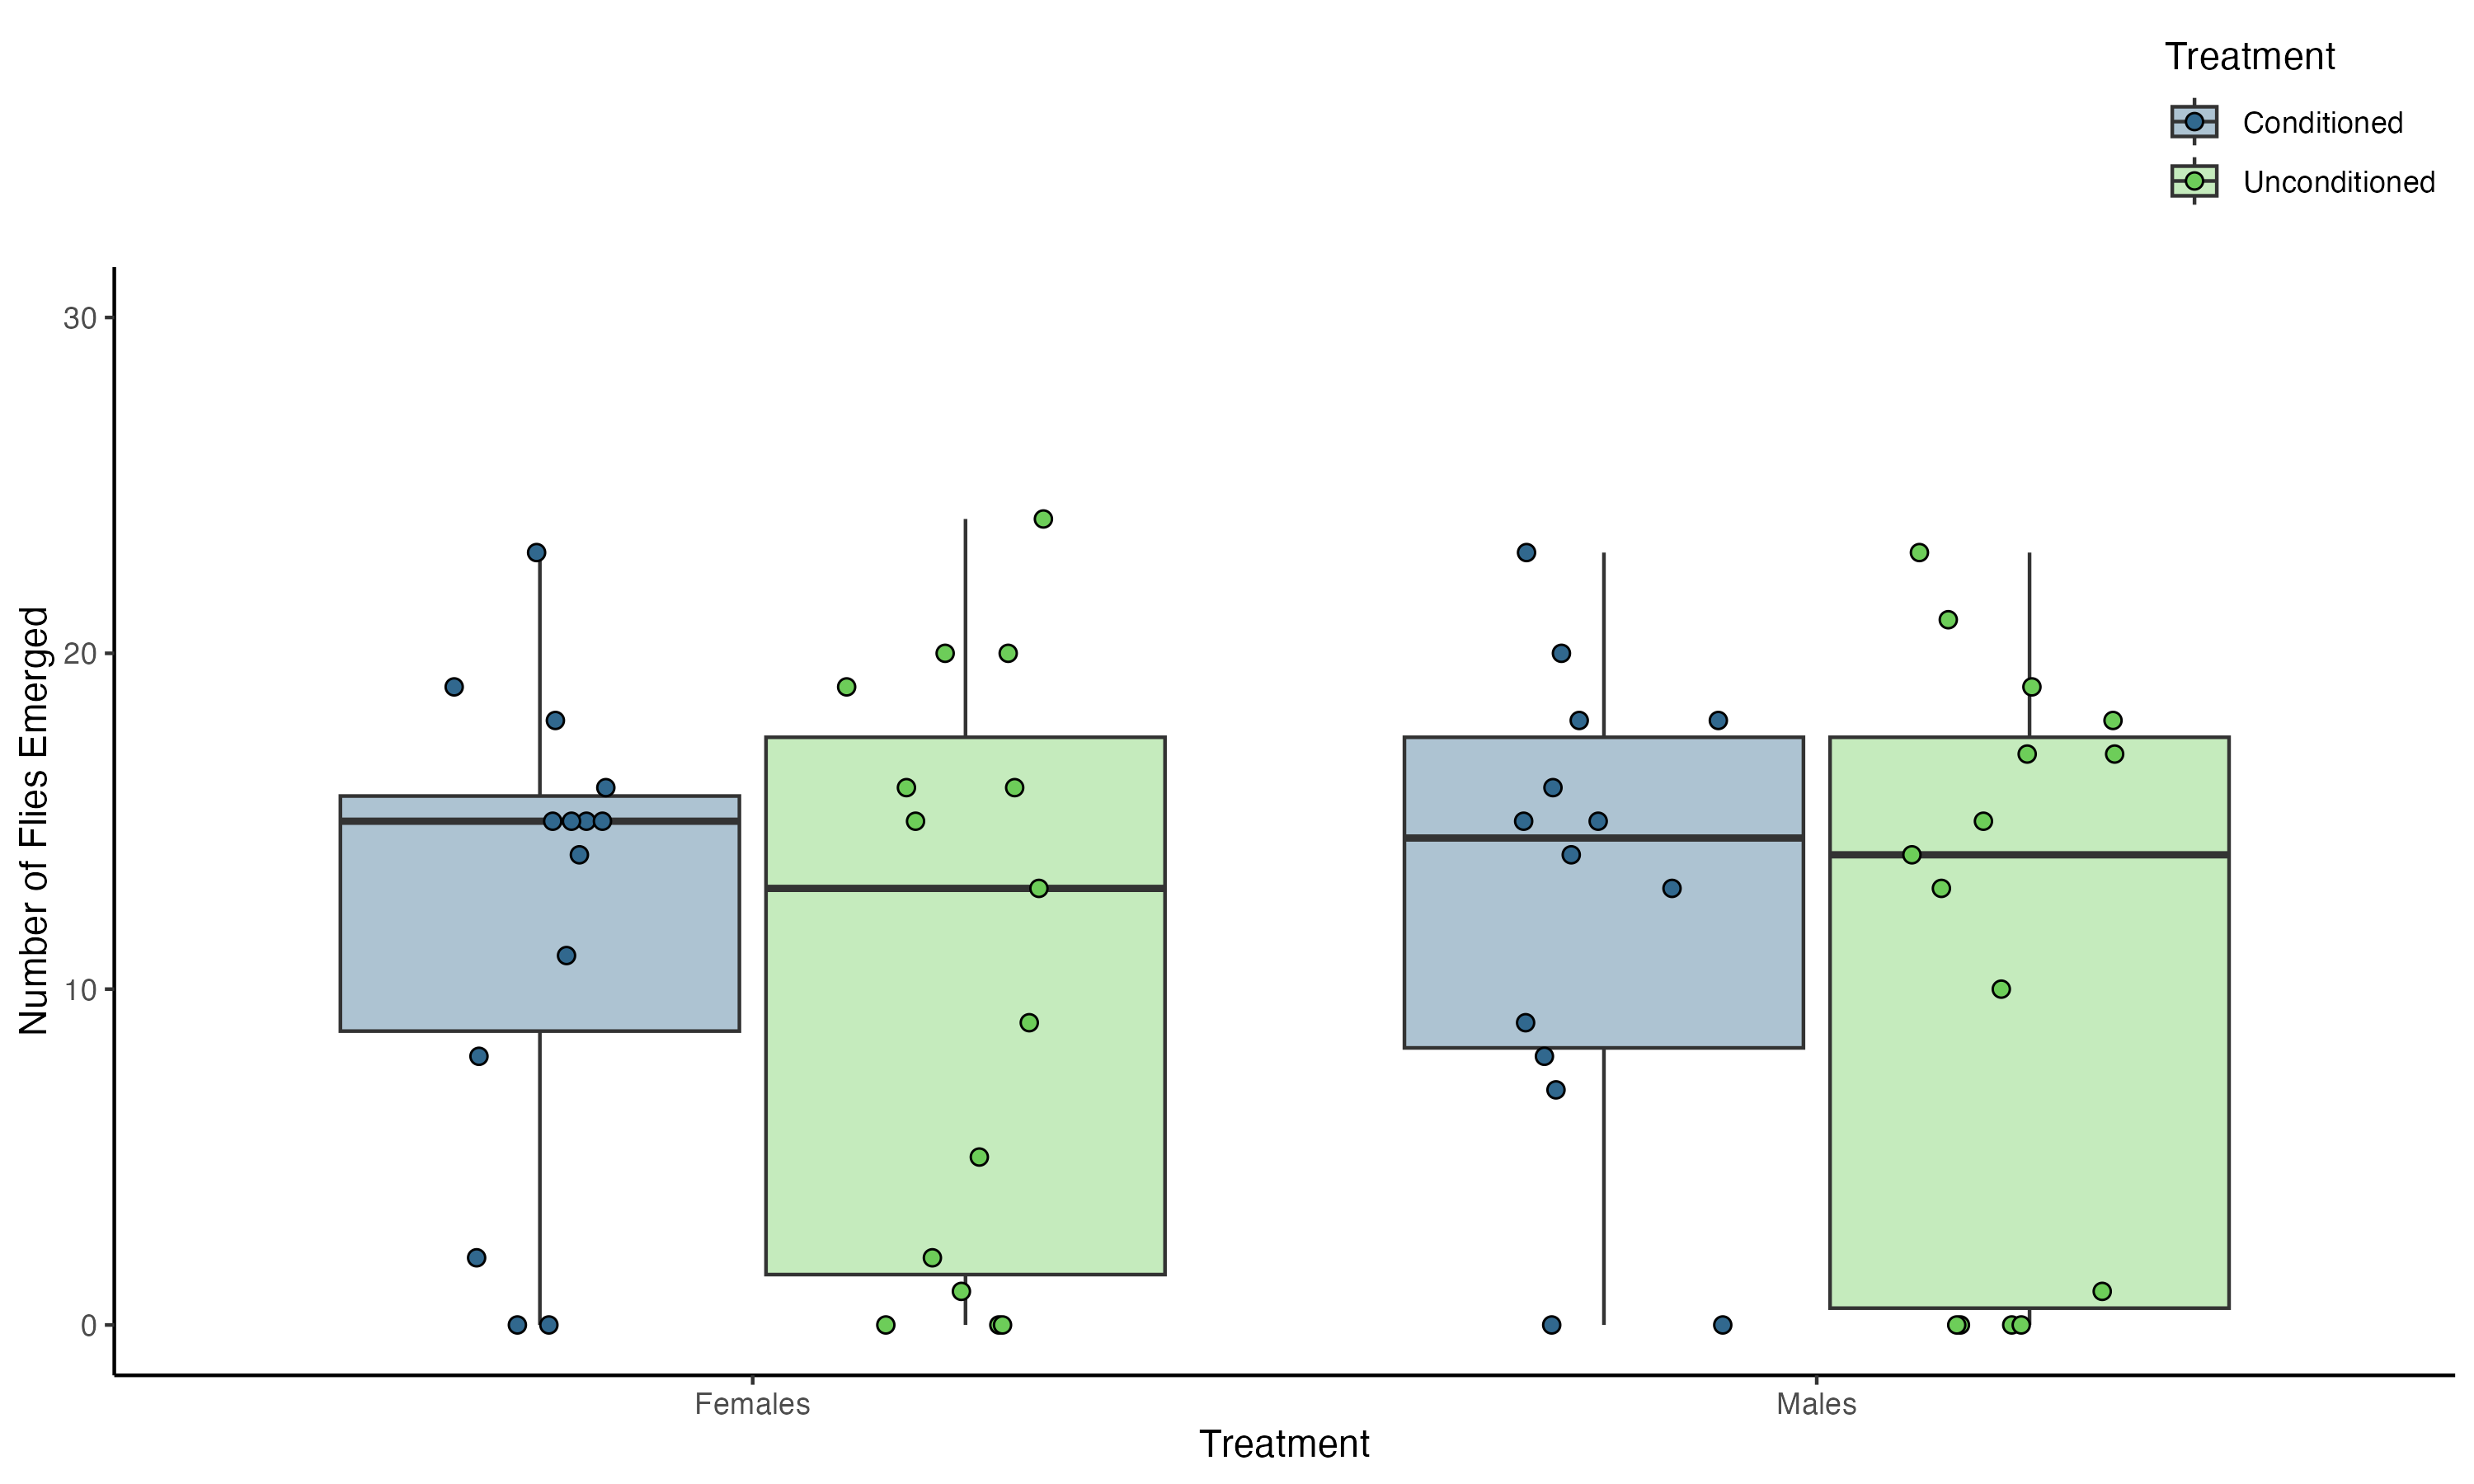 Treatment
Conditioned
Unconditioned
Number of Flies Emerged
30
20
10
0
Females
Males
Treatment